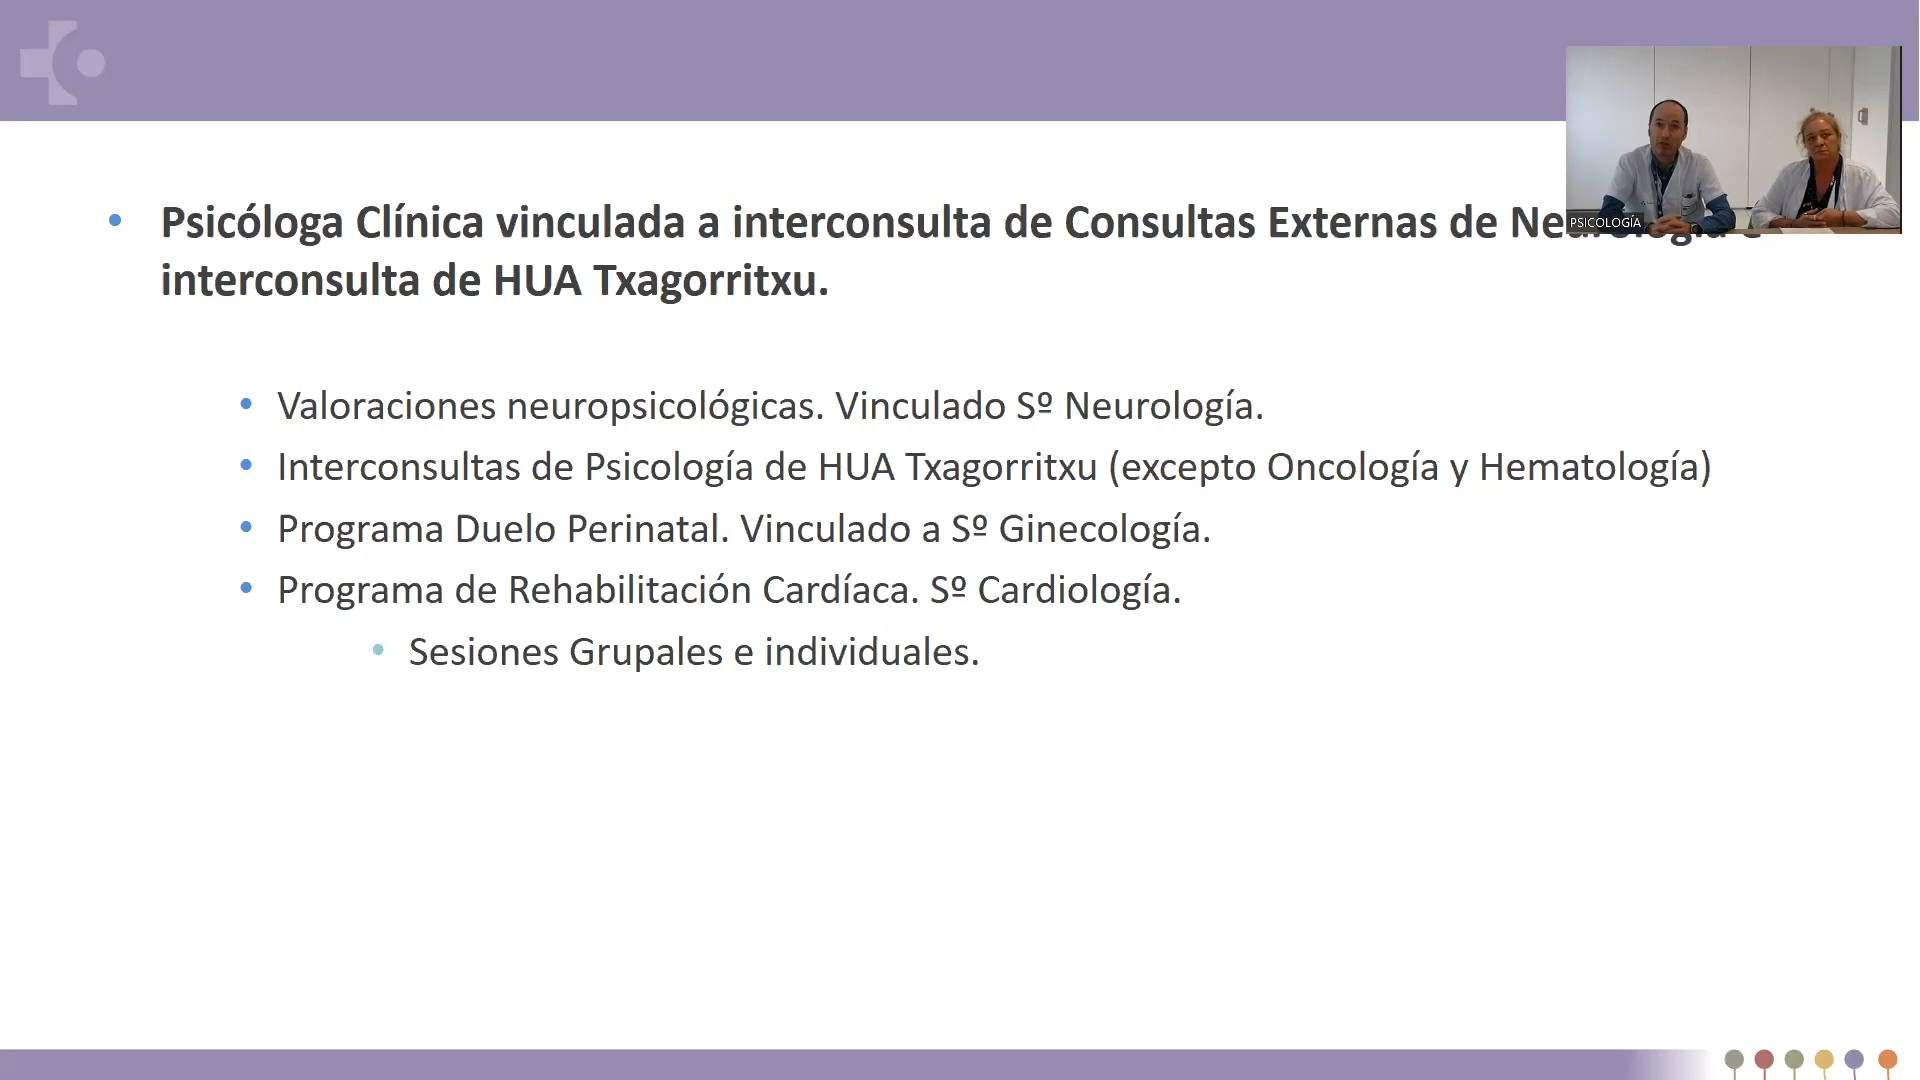 Psicóloga Clínica vinculada a interconsulta de Consultas Externas de Neurología e
interconsulta de HUA Txagorritxu.
Valoraciones neuropsicológicas. Vinculado Sº Neurología.
Interconsultas de Psicología de HUA Txagorritxu (excepto Oncología y Hematología)
Programa Duelo Perinatal. Vinculado a Sº Ginecología.
Programa de Rehabilitación Cardíaca. Sº Cardiología.
Sesiones Grupales e individuales.
PSICOLOGÍA